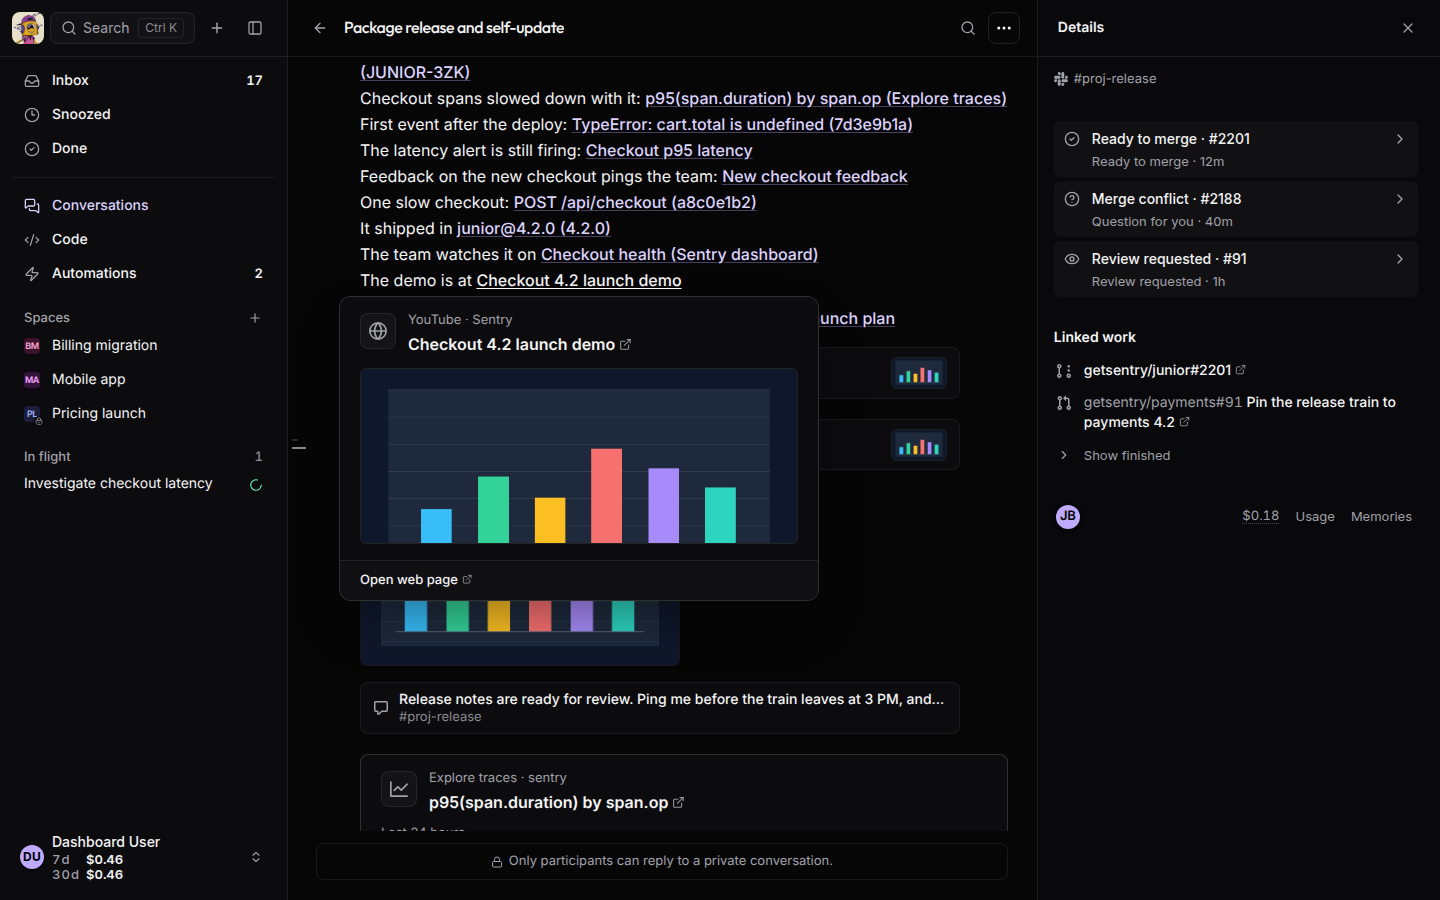 Search Ctrl K
Inbox 17
Snoozed
Done
Conversations
Code
Automations 2
Spaces
BM Billing migration
MA Mobile app
PL Pricing launch
In flight 1
Investigate checkout latency
DU Dashboard User
7d $0.46
30d $0.46
Package release and self-update
(JUNIOR-3ZK)
Checkout spans slowed down with it: p95(span.duration) by span.op (Explore traces)
First event after the deploy: TypeError: cart.total is undefined (7d3e9b1a)
The latency alert is still firing: Checkout p95 latency
Feedback on the new checkout pings the team: New checkout feedback
One slow checkout: POST /api/checkout (a8c0e1b2)
It shipped in junior@4.2.0 (4.2.0)
The team watches it on Checkout health (Sentry dashboard)
The demo is at Checkout 4.2 launch demo
unch plan
YouTube · Sentry
Checkout 4.2 launch demo
Open web page
Release notes are ready for review. Ping me before the train leaves at 3 PM, and...
#proj-release
Explore traces · sentry
p95(span.duration) by span.op
Last 24 hours
Only participants can reply to a private conversation.
Details
#proj-release
Ready to merge · #2201
Ready to merge · 12m
Merge conflict · #2188
Question for you · 40m
Review requested · #91
Review requested · 1h
Linked work
getsentry/junior#2201
getsentry/payments#91 Pin the release train to
payments 4.2
Show finished
JB $0.18 Usage Memories